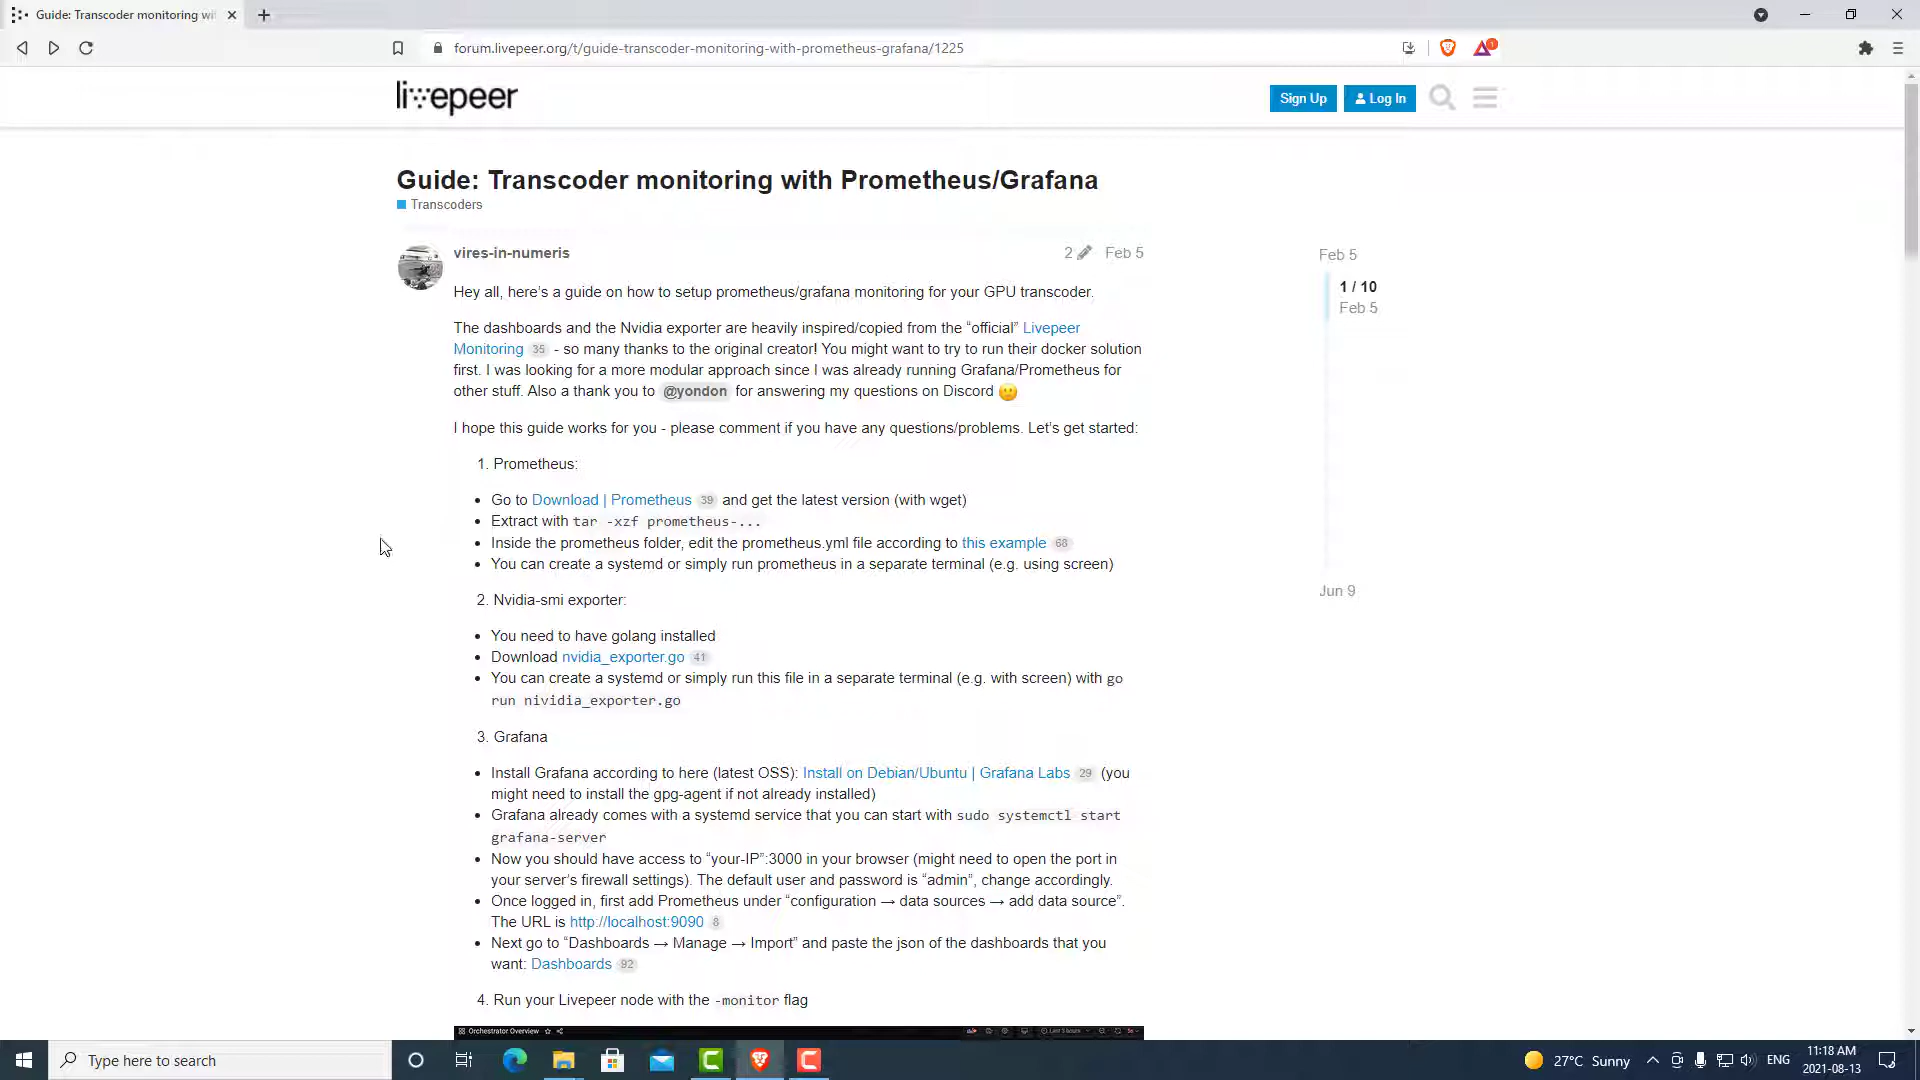 Guide: Transcoder monitoring wi
forum.livepeer.org/t/guide-transcoder-monitoring-with-prometheus-grafana/1225
1
livepeer
Sign Up
Log In
Guide: Transcoder monitoring with Prometheus/Grafana
Transcoders
vires-in-numeris
2
Feb 5
Hey all, here’s a guide on how to setup prometheus/grafana monitoring for your GPU transcoder.
The dashboards and the Nvidia exporter are heavily inspired/copied from the “official” Livepeer
Monitoring 35 - so many thanks to the original creator! You might want to try to run their docker solution
first. I was looking for a more modular approach since I was already running Grafana/Prometheus for
other stuff. Also a thank you to @yondon for answering my questions on Discord
I hope this guide works for you - please comment if you have any questions/problems. Let’s get started:
1. Prometheus:
• Go to Download | Prometheus 39 and get the latest version (with wget)
• Extract with tar -xzf prometheus-...
• Inside the prometheus folder, edit the prometheus.yml file according to this example 68
• You can create a systemd or simply run prometheus in a separate terminal (e.g. using screen)
2. Nvidia-smi exporter:
• You need to have golang installed
• Download nvidia_exporter.go 41
• You can create a systemd or simply run this file in a separate terminal (e.g. with screen) with go
run nividia_exporter.go
3. Grafana
• Install Grafana according to here (latest OSS): Install on Debian/Ubuntu | Grafana Labs 29 (you
might need to install the gpg-agent if not already installed)
• Grafana already comes with a systemd service that you can start with sudo systemctl start
grafana-server
• Now you should have access to “your-IP”:3000 in your browser (might need to open the port in
your server’s firewall settings). The default user and password is “admin”, change accordingly.
• Once logged in, first add Prometheus under “configuration → data sources → add data source”.
The URL is http://localhost:9090 8
• Next go to “Dashboards → Manage → Import” and paste the json of the dashboards that you
want: Dashboards 92
4. Run your Livepeer node with the -monitor flag
Orchestrator Overview
Last 5 hours
Feb 5
1 / 10
Feb 5
Jun 9
Type here to search
27°C Sunny
ENG
11:18 AM
2021-08-13